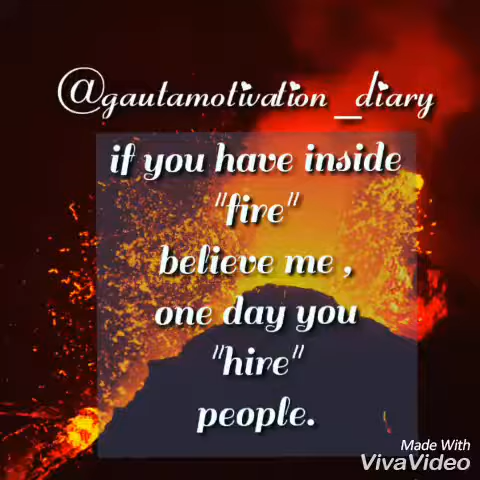 @gautamotivation_diary
if you have inside
"fire"
believe me ,
one day you
"hire"
people.
Made With
VivaVideo